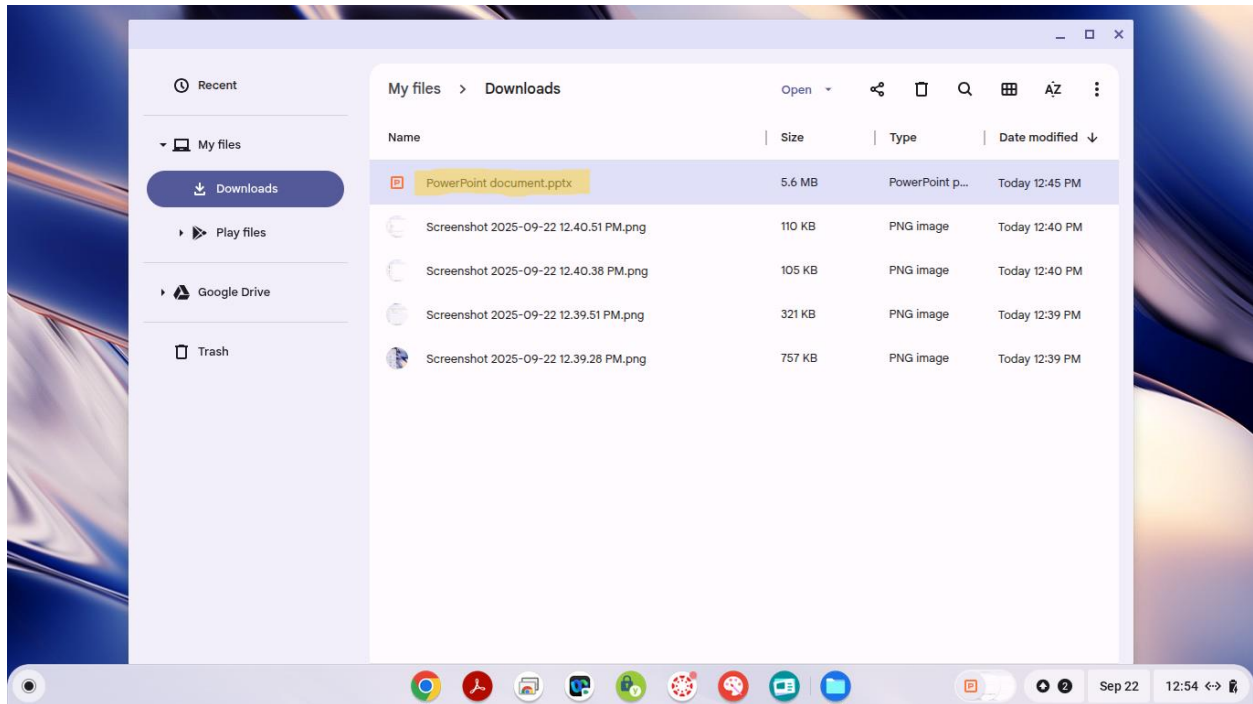 Recent
My files > Downloads
Open
AZ
Name
Size
Type
Date modified
My files
Downloads
Play files
Google Drive
Trash
PowerPoint document.pptx 5.6 MB PowerPoint p... Today 12:45 PM
Screenshot 2025-09-22 12.40.51 PM.png 110 KB PNG image Today 12:40 PM
Screenshot 2025-09-22 12.40.38 PM.png 105 KB PNG image Today 12:40 PM
Screenshot 2025-09-22 12.39.51 PM.png 321 KB PNG image Today 12:39 PM
Screenshot 2025-09-22 12.39.28 PM.png 757 KB PNG image Today 12:39 PM
2
Sep 22
12:54